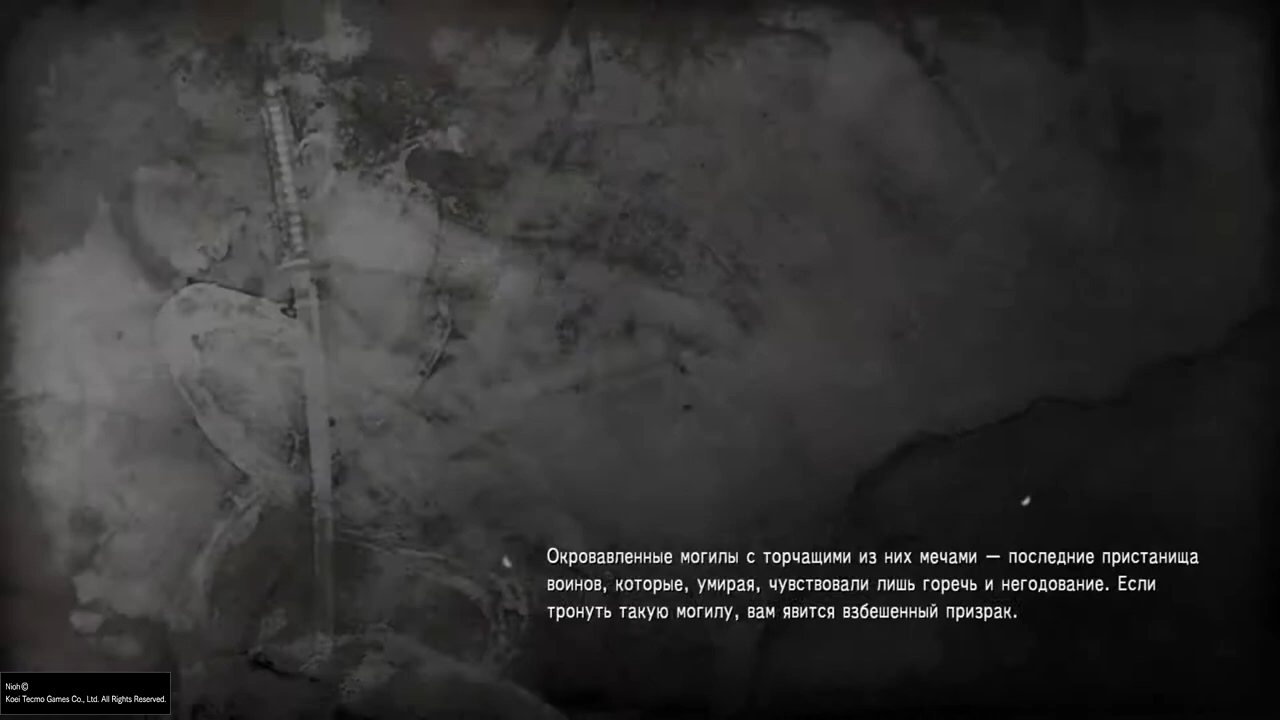 Окровавленные могилы с торчащими из них мечами — последние пристанища
воинов, которые, умирая, чувствовали лишь горечь и негодование. Если
тронуть такую могилу, вам явится взбешенный призрак.
Nioh©
Koei Tecmo Games Co., Ltd. All Rights Reserved.